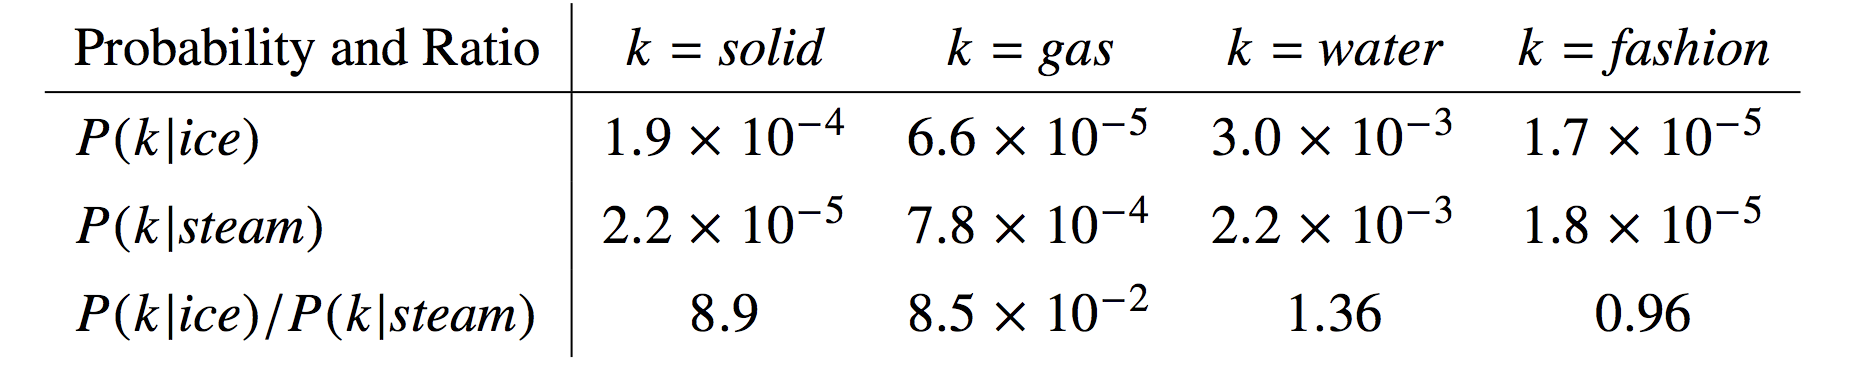 Probability and Ratio k = solid k = gas k = water k = fashion
P(k|ice) 1.9 × 10⁻⁴ 6.6 × 10⁻⁵ 3.0 × 10⁻³ 1.7 × 10⁻⁵
P(k|steam) 2.2 × 10⁻⁵ 7.8 × 10⁻⁴ 2.2 × 10⁻³ 1.8 × 10⁻⁵
P(k|ice)/P(k|steam) 8.9 8.5 × 10⁻² 1.36 0.96